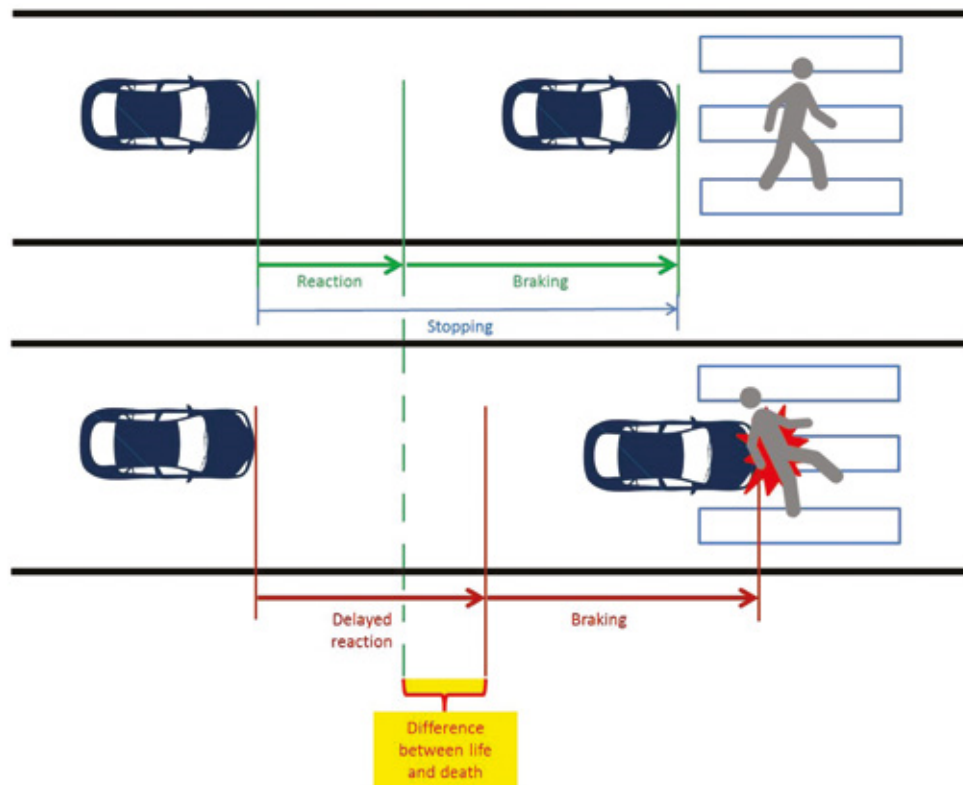 Reaction
Braking
Stopping
Delayed
reaction
Braking
Difference
between life
and death